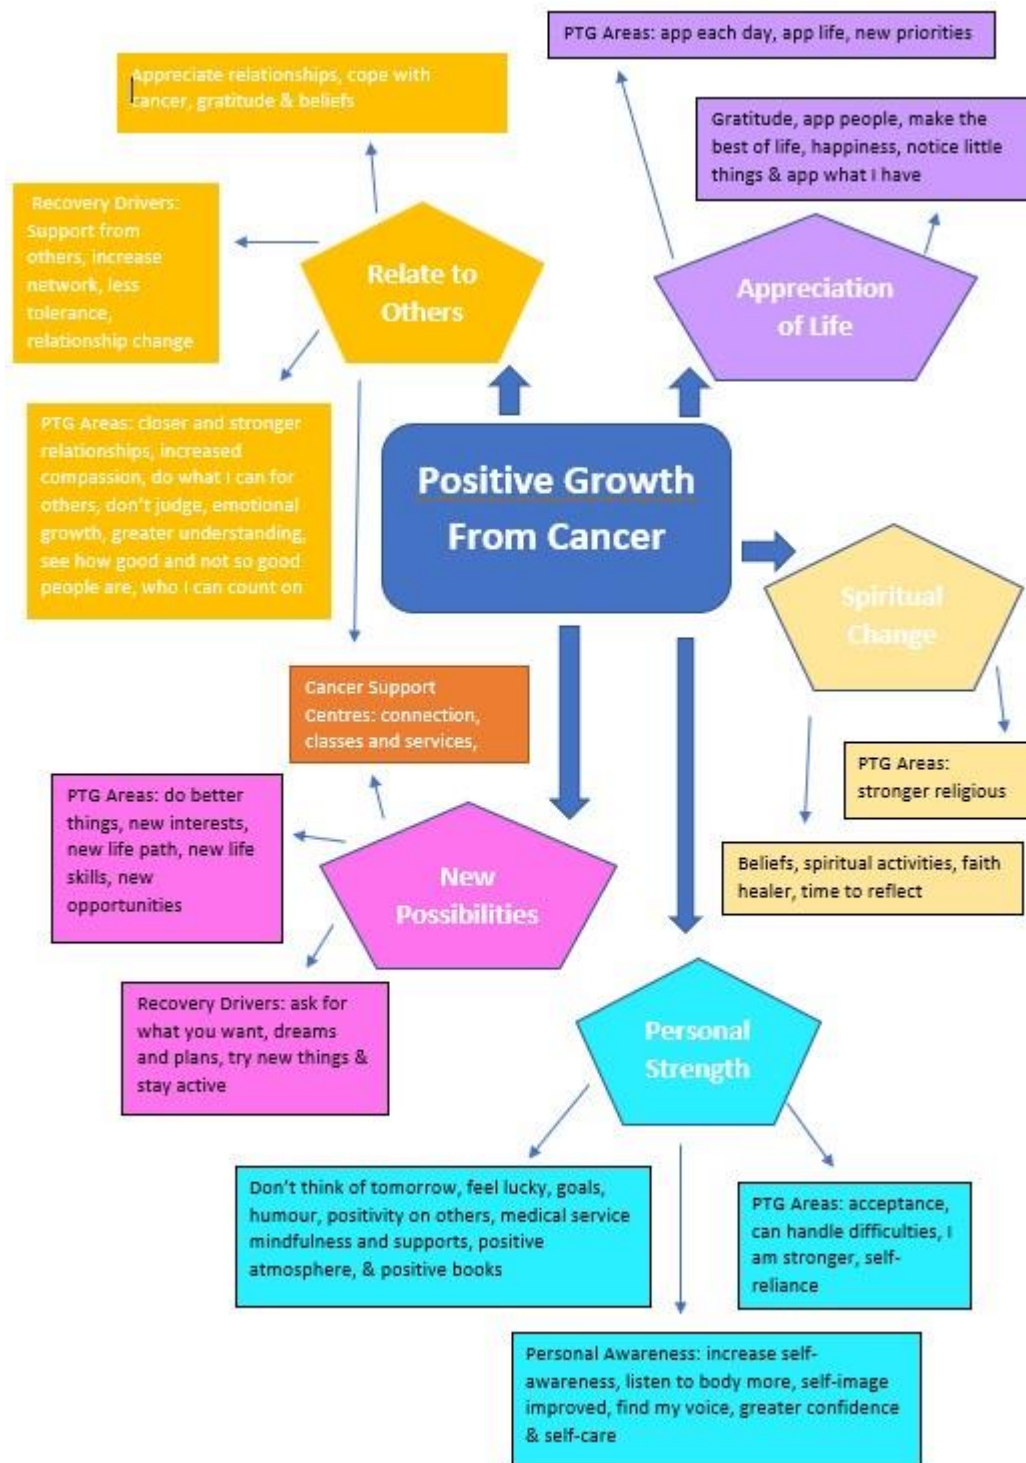 PTG Areas: app each day, app life, new priorities
Appreciate relationships, cope with
cancer, gratitude & beliefs
Gratitude, app people, make the
best of life, happiness, notice little
things & app what I have
Recovery Drivers:
Support from
others, increase
network, less
tolerance,
relationship change
Relate to
Others
Appreciation
of Life
PTG Areas: closer and stronger
relationships, increased
compassion, do what I can for
others, don't judge, emotional
growth, greater understanding,
see how good and not so good
people are, who I can count on
Positive Growth
From Cancer
Spiritual
Change
Cancer Support
Centres: connection,
classes and services,
PTG Areas:
stronger religious
PTG Areas: do better
things, new interests,
new life path, new life
skills, new
opportunities
New
Possibilities
Beliefs, spiritual activities, faith
healer, time to reflect
Recovery Drivers: ask for
what you want, dreams
and plans, try new things &
stay active
Personal
Strength
Don't think of tomorrow, feel lucky, goals,
humour, positivity on others, medical service
mindfulness and supports, positive
atmosphere, & positive books
PTG Areas: acceptance,
can handle difficulties, I
am stronger, self-
reliance
Personal Awareness: increase self-
awareness, listen to body more, self-image
improved, find my voice, greater confidence
& self-care